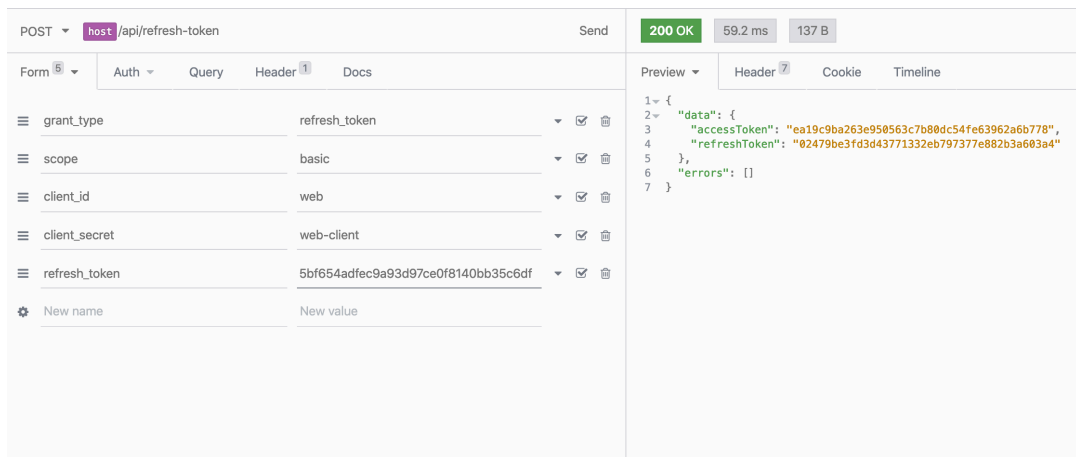 POST host /api/refresh-token Send
Form 5 Auth Query Header 1 Docs
grant_type refresh_token
scope basic
client_id web
client_secret web-client
refresh_token 5bf654adfec9a93d97ce0f8140bb35c6df
New name New value
200 OK 59.2 ms 137 B
Preview Header 7 Cookie Timeline
1 {
2 "data": {
3 "accessToken": "ea19c9ba263e950563c7b80dc54fe63962a6b778",
4 "refreshToken": "02479be3fd3d43771332eb797377e882b3a603a4"
5 },
6 "errors": []
7 }